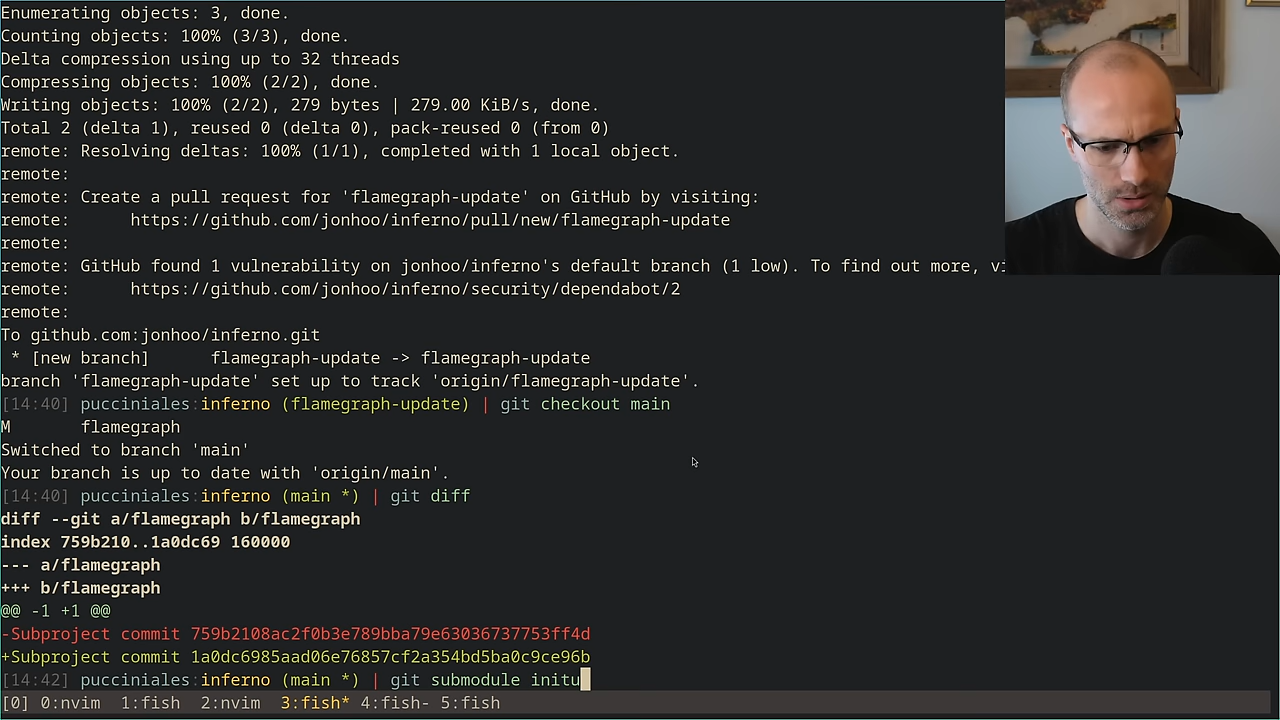 Enumerating objects: 3, done.
Counting objects: 100% (3/3), done.
Delta compression using up to 32 threads
Compressing objects: 100% (2/2), done.
Writing objects: 100% (2/2), 279 bytes | 279.00 KiB/s, done.
Total 2 (delta 1), reused 0 (delta 0), pack-reused 0 (from 0)
remote: Resolving deltas: 100% (1/1), completed with 1 local object.
remote:
remote: Create a pull request for 'flamegraph-update' on GitHub by visiting:
remote:      https://github.com/jonhoo/inferno/pull/new/flamegraph-update
remote:
remote: GitHub found 1 vulnerability on jonhoo/inferno's default branch (1 low). To find out more, vi
remote:      https://github.com/jonhoo/inferno/security/dependabot/2
remote:
To github.com:jonhoo/inferno.git
 * [new branch]      flamegraph-update -> flamegraph-update
branch 'flamegraph-update' set up to track 'origin/flamegraph-update'.
[14:40] pucciniales:inferno (flamegraph-update) | git checkout main
M       flamegraph
Switched to branch 'main'
Your branch is up to date with 'origin/main'.
[14:40] pucciniales:inferno (main *) | git diff
diff --git a/flamegraph b/flamegraph
index 759b210..1a0dc69 160000
--- a/flamegraph
+++ b/flamegraph
@@ -1 +1 @@
-Subproject commit 759b2108ac2f0b3e789bba79e63036737753ff4d
+Subproject commit 1a0dc6985aad06e76857cf2a354bd5ba0c9ce96b
[14:42] pucciniales:inferno (main *) | git submodule initu
[0] 0:nvim  1:fish  2:nvim  3:fish* 4:fish- 5:fish